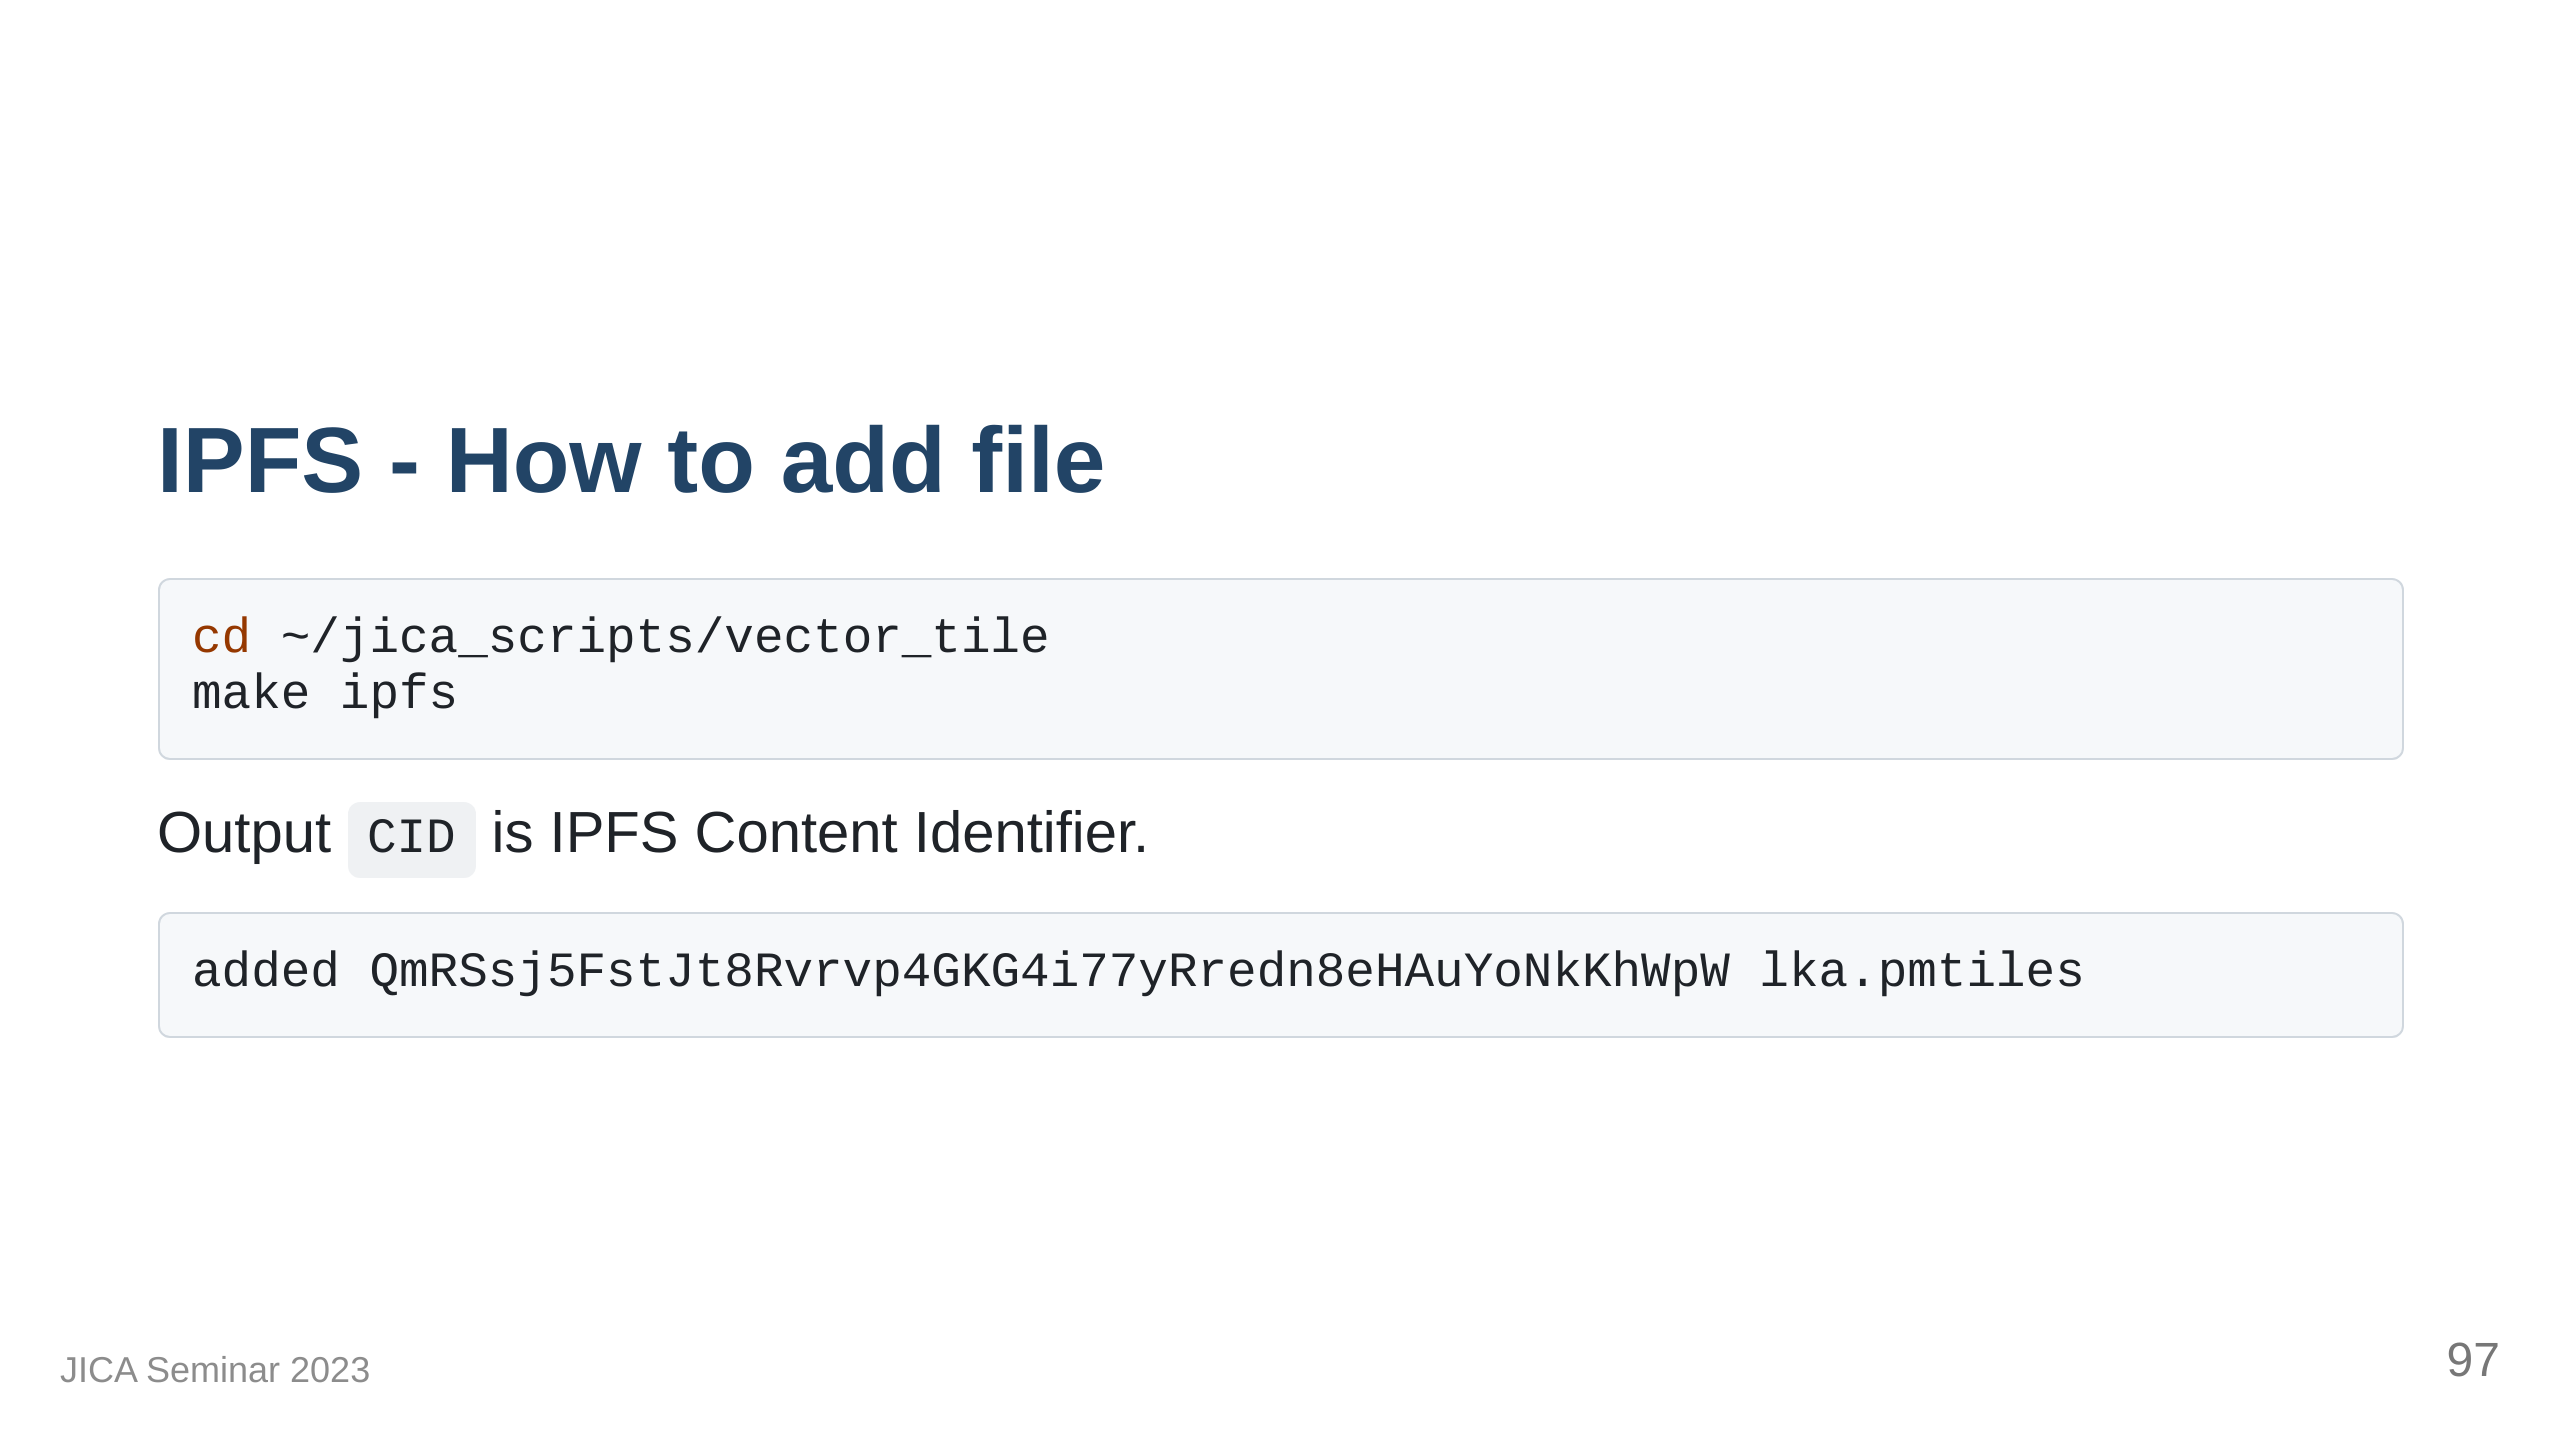 IPFS - How to add file
cd ~/jica_scripts/vector_tile
make ipfs
Output CID is IPFS Content Identifier.
added QmRSsj5FstJt8Rvrvp4GKG4i77yRredn8eHAuYoNkKhWpW lka.pmtiles
JICA Seminar 2023
97